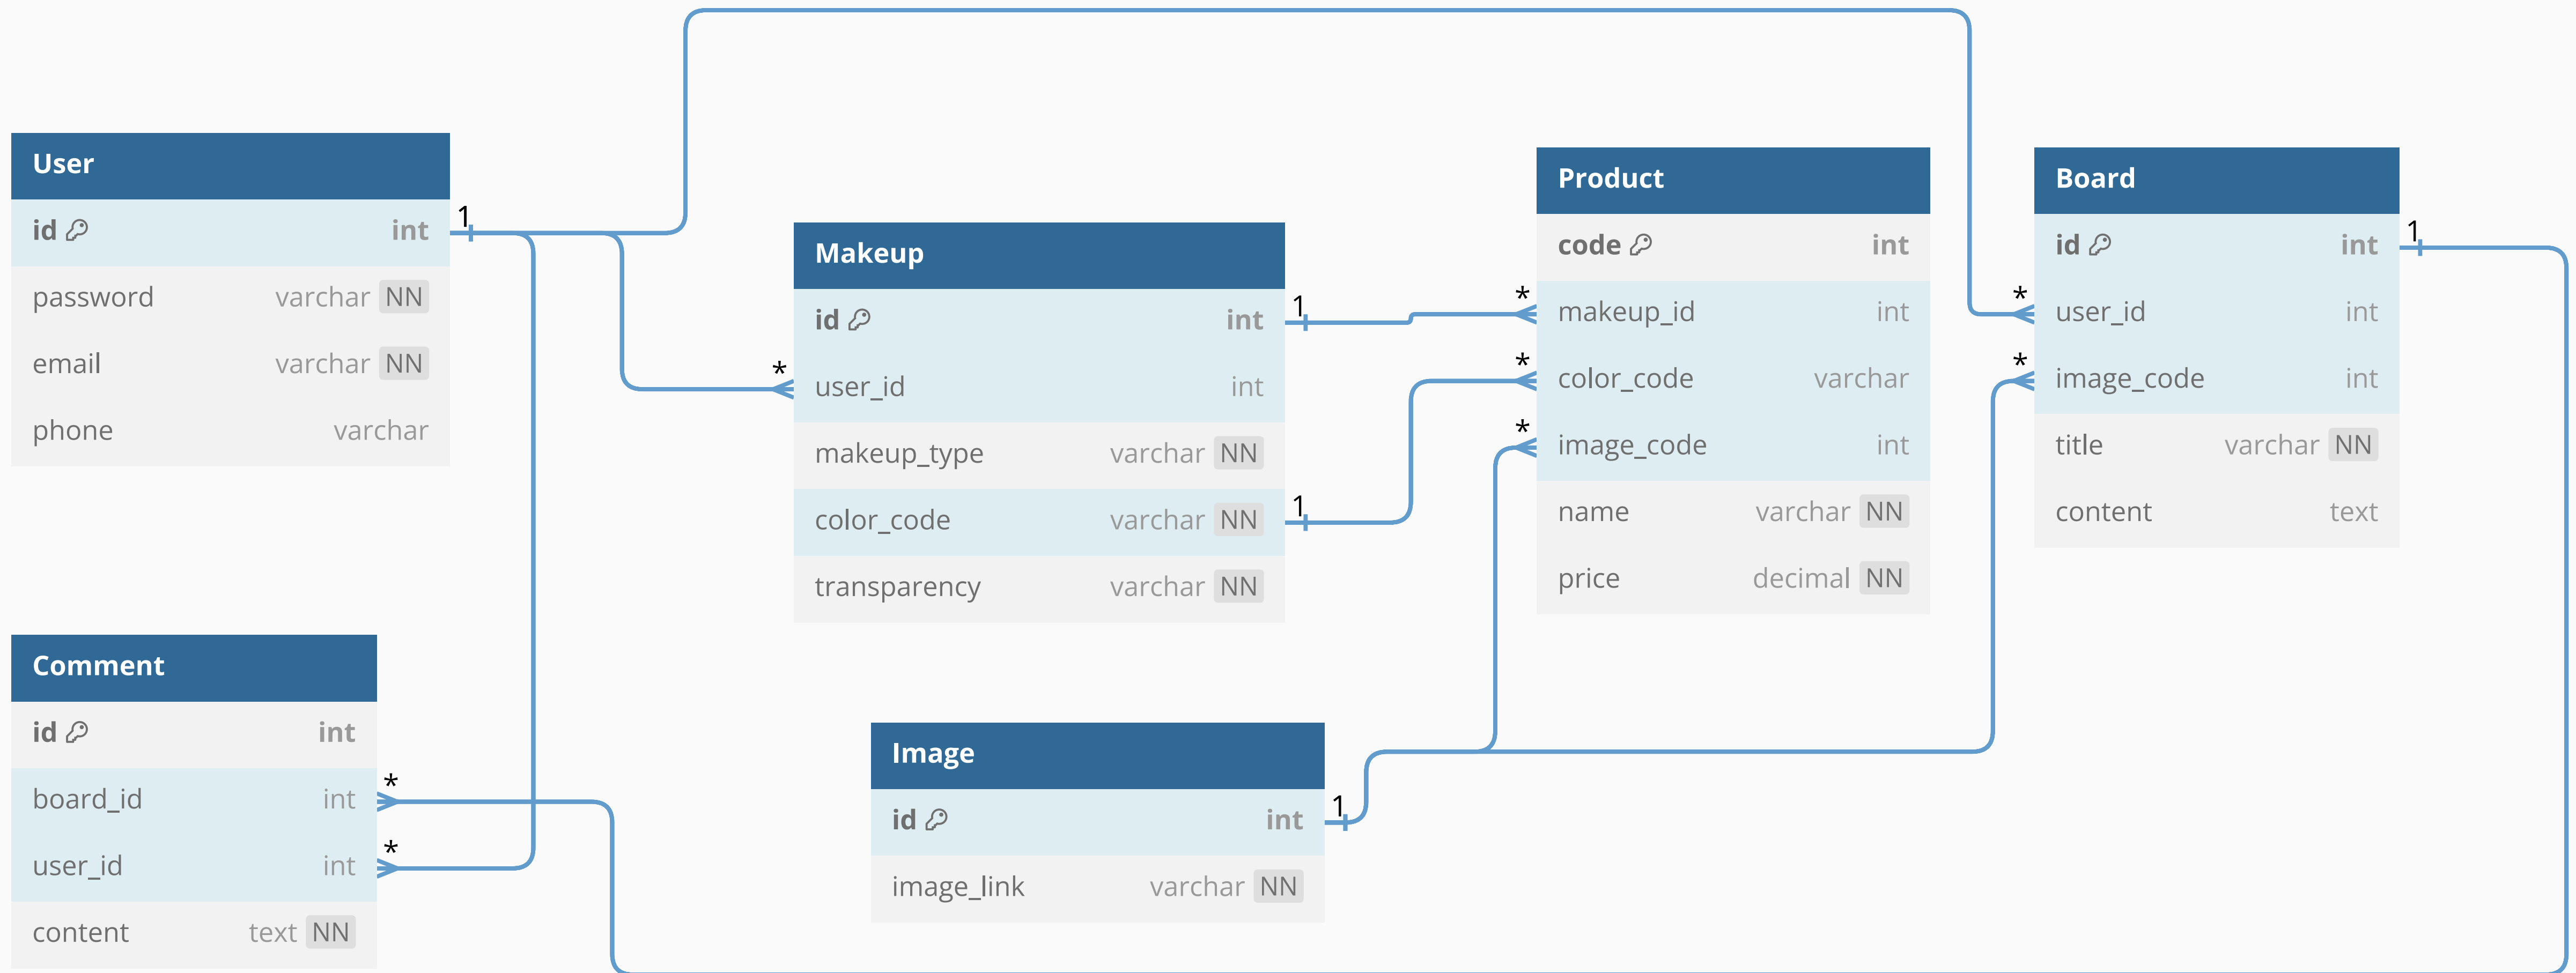 User
id int
password varchar NN
email varchar NN
phone varchar
1
Makeup
id int
user_id int
makeup_type varchar NN
color_code varchar NN
transparency varchar NN
*
1
1
Product
code int
makeup_id int
color_code varchar
image_code int
name varchar NN
price decimal NN
*
*
*
Board
id int
user_id int
image_code int
title varchar NN
content text
1
*
*
Comment
id int
board_id int
user_id int
content text NN
*
*
Image
id int
image_link varchar NN
1